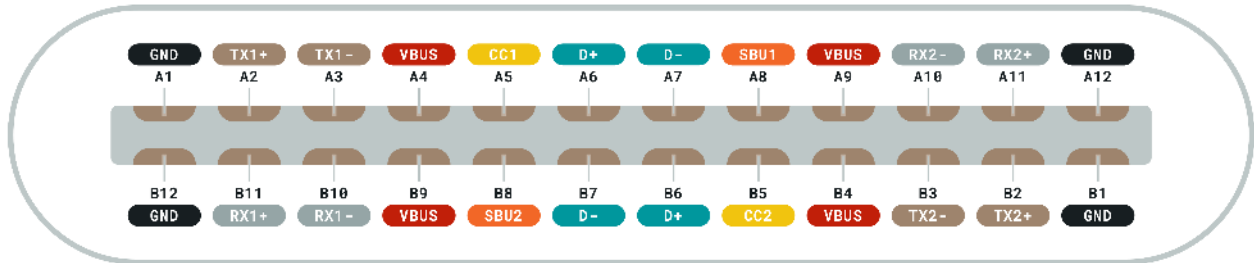 GND TX1+ TX1- VBUS CC1 D+ D- SBU1 VBUS RX2- RX2+ GND
A1 A2 A3 A4 A5 A6 A7 A8 A9 A10 A11 A12
B12 B11 B10 B9 B8 B7 B6 B5 B4 B3 B2 B1
GND RX1+ RX1- VBUS SBU2 D- D+ CC2 VBUS TX2- TX2+ GND